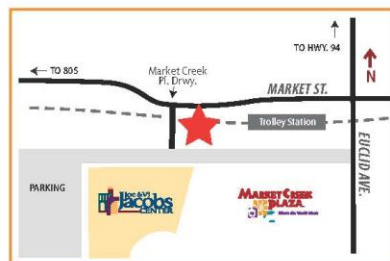 TO HWY. 94
N
← TO 805
Market Creek
Pl. Drwy.
MARKET ST.
Trolley Station
EUCLID AVE.
PARKING
Joe & Vi
Jacobs
CENTER
MARKET CREEK
PLAZA